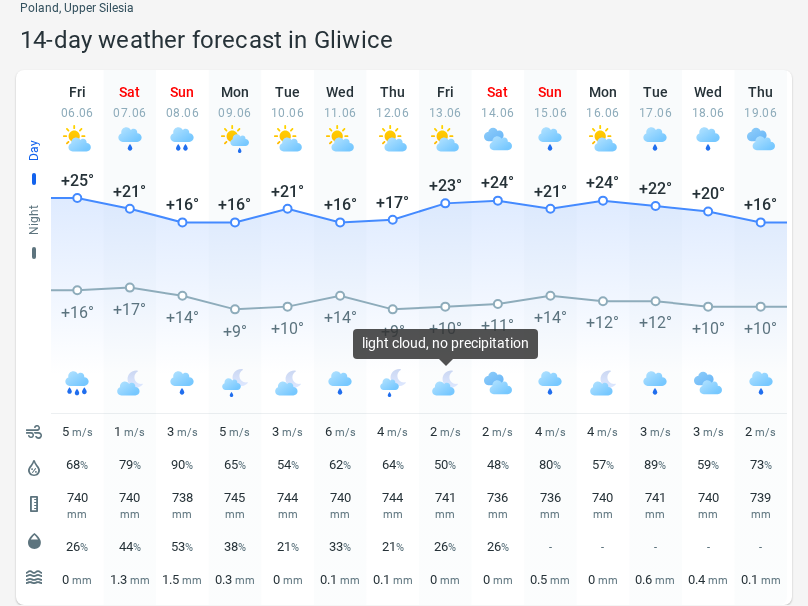 Poland, Upper Silesia
14-day weather forecast in Gliwice
Fri Sat Sun Mon Tue Wed Thu Fri Sat Sun Mon Tue Wed Thu
06.06 07.06 08.06 09.06 10.06 11.06 12.06 13.06 14.06 15.06 16.06 17.06 18.06 19.06
Day
Night
+25° +21° +16° +16° +21° +16° +17° +23° +24° +21° +24° +22° +20° +16°
+16° +17° +14° +9° +10° +14° +9° +10° +11° +14° +12° +12° +10° +10°
light cloud, no precipitation
5 m/s 1 m/s 3 m/s 5 m/s 3 m/s 6 m/s 4 m/s 2 m/s 2 m/s 4 m/s 4 m/s 3 m/s 3 m/s 2 m/s
68% 79% 90% 65% 54% 62% 64% 50% 48% 80% 57% 89% 59% 73%
740 740 738 745 744 740 744 741 736 736 740 741 740 739
mm mm mm mm mm mm mm mm mm mm mm mm mm mm
26% 44% 53% 38% 21% 33% 21% 26% 26% - - - - -
0 mm 1.3 mm 1.5 mm 0.3 mm 0 mm 0.1 mm 0.1 mm 0 mm 0 mm 0.5 mm 0 mm 0.6 mm 0.4 mm 0.1 mm